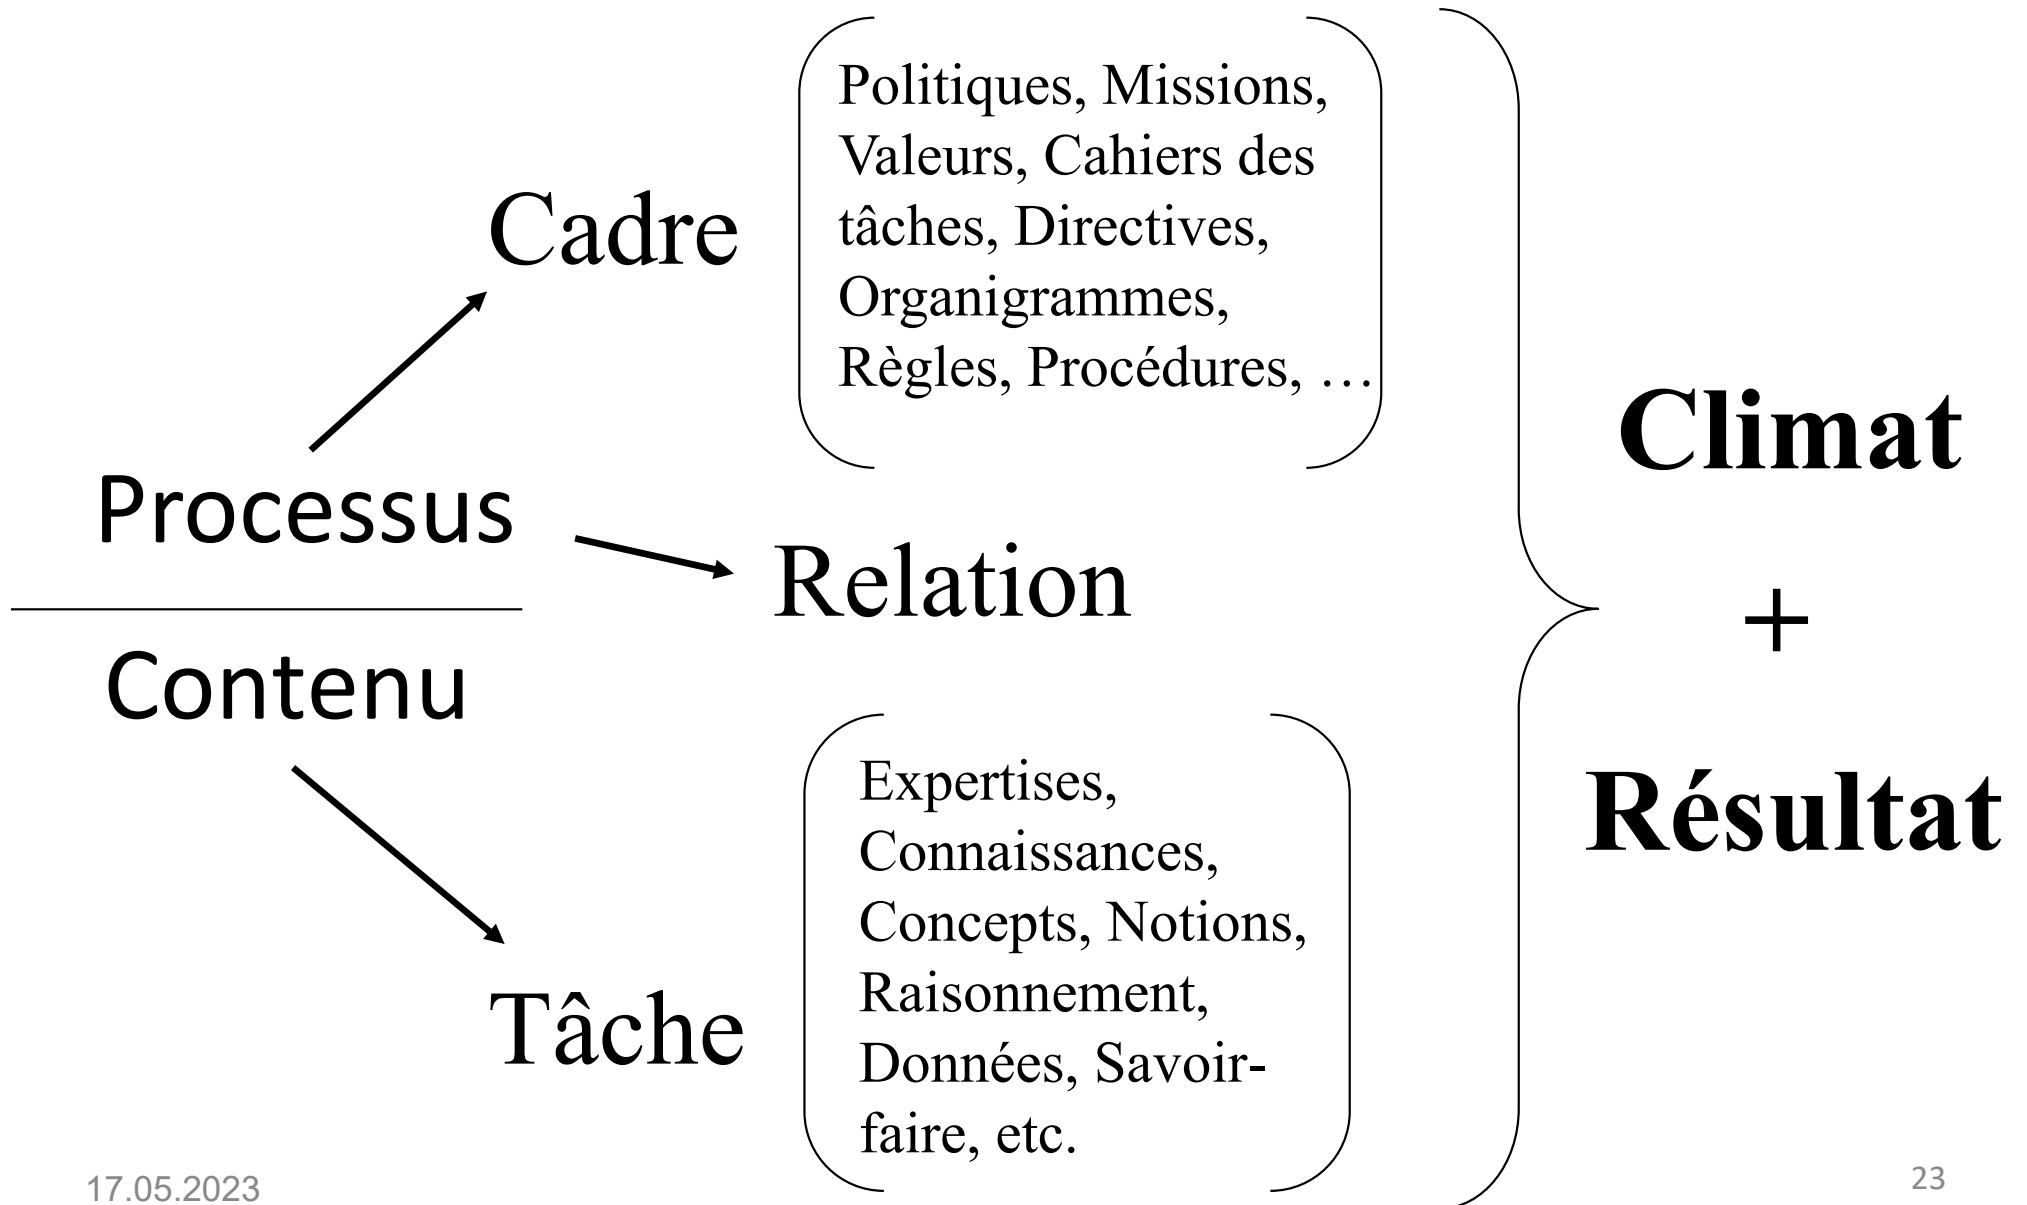 Cadre
Politiques, Missions,
Valeurs, Cahiers des
tâches, Directives,
Organigrammes,
Règles, Procédures, …
Processus
Relation
Contenu
Tâche
Expertises,
Connaissances,
Concepts, Notions,
Raisonnement,
Données, Savoir-
faire, etc.
Climat
+
Résultat
17.05.2023
23